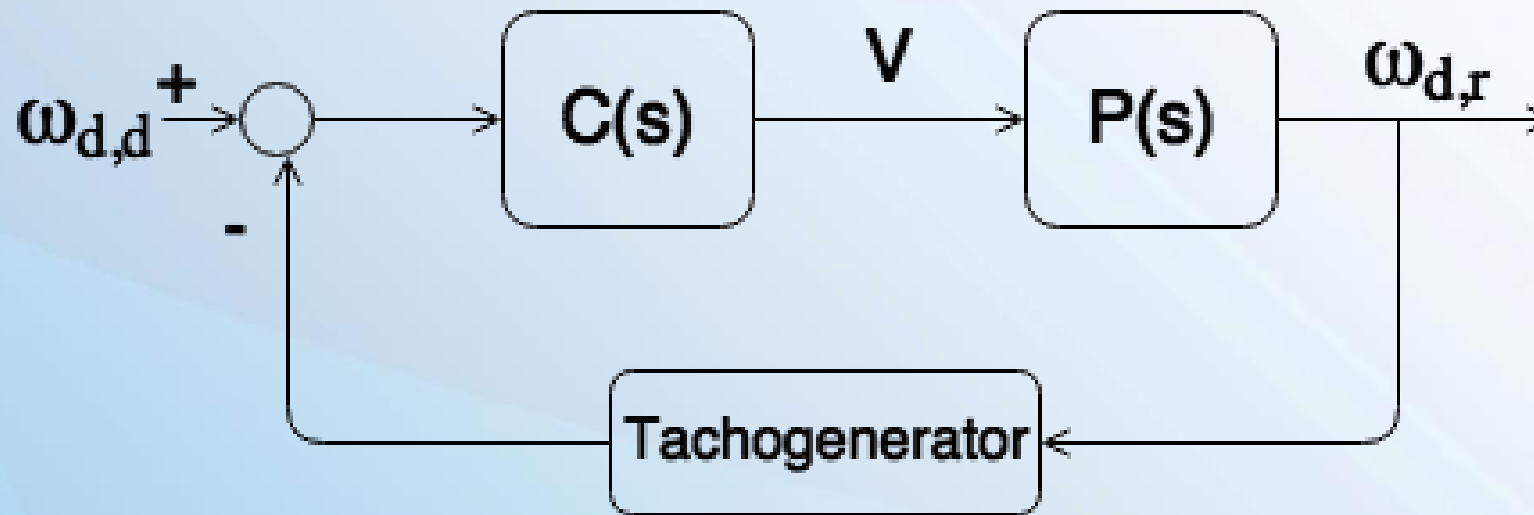 ω_d,d
+
-
C(s)
V
P(s)
ω_d,r
Tachogenerator